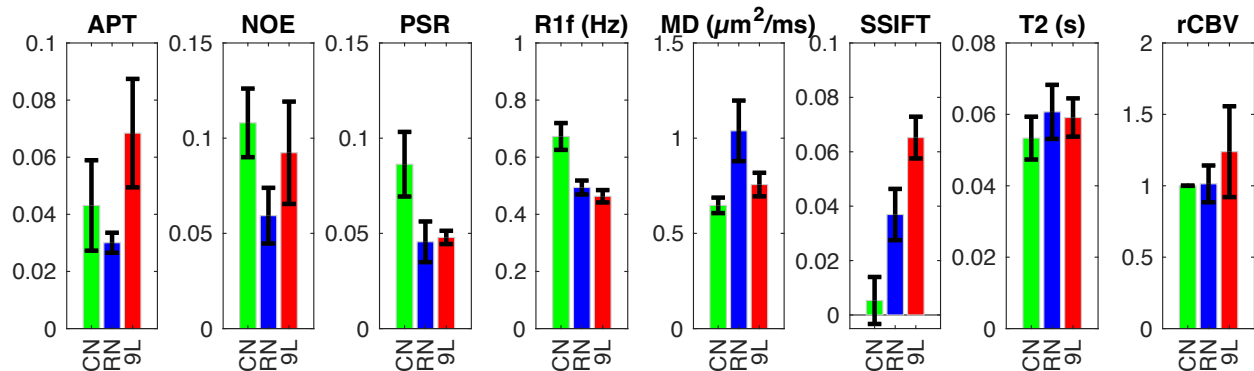 APT NOE PSR R1f (Hz) MD (µm²/ms) SSIFT T2 (s) rCBV
0.1 0.15 0.15 1 1.5 0.1 0.08 2
0.08 0.1 0.1 0.8 1 0.08 0.06 1.5
0.06 0.05 0.05 0.6 0.5 0.06 0.04 1
0.04 0 0 0.4 0 0.04 0.02 0.5
0.02 0.2 0.02 0 0
0 0 0
CN RN 9L CN RN 9L CN RN 9L CN RN 9L CN RN 9L CN RN 9L CN RN 9L CN RN 9L